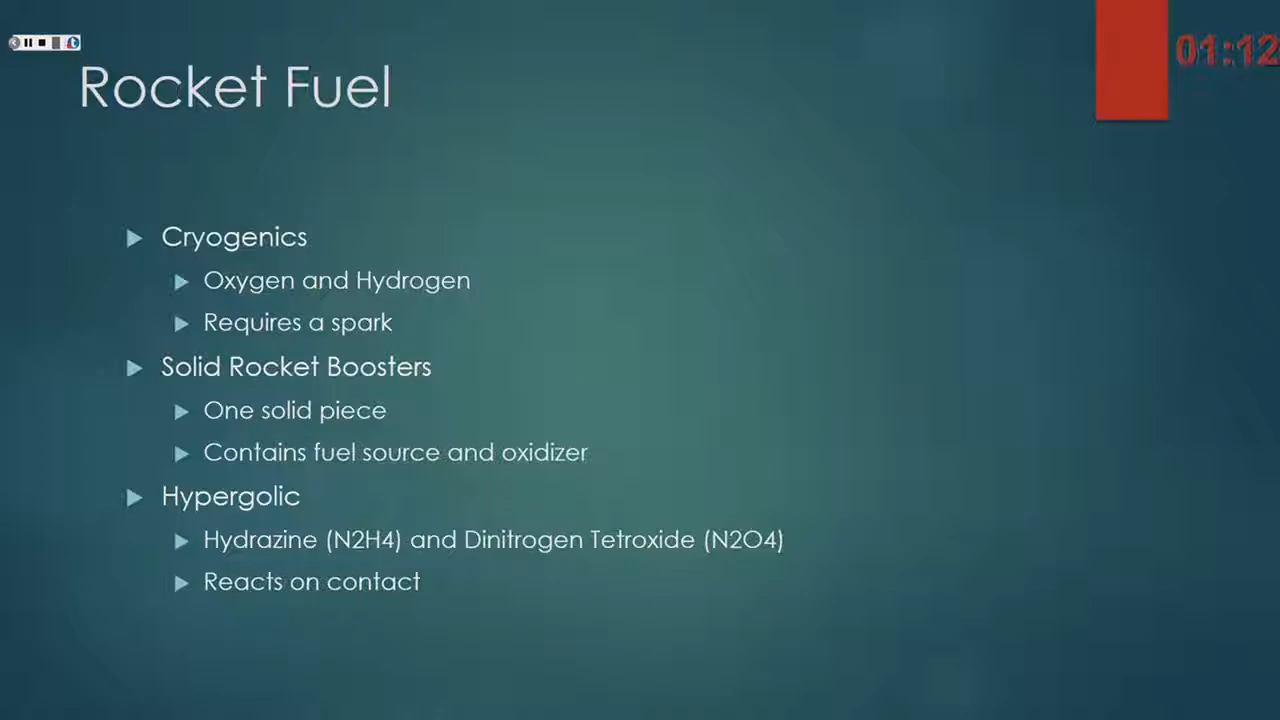 01:12
Rocket Fuel
Cryogenics
Oxygen and Hydrogen
Requires a spark
Solid Rocket Boosters
One solid piece
Contains fuel source and oxidizer
Hypergolic
Hydrazine (N2H4) and Dinitrogen Tetroxide (N2O4)
Reacts on contact